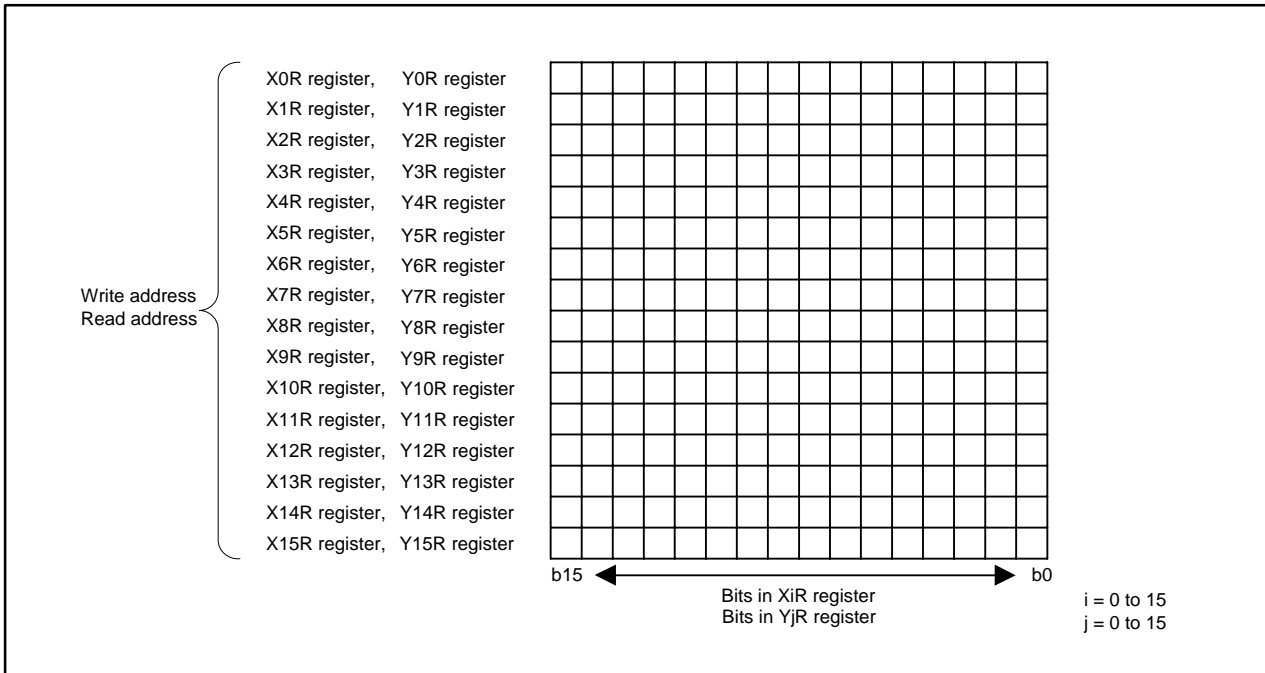 X0R register, Y0R register
X1R register, Y1R register
X2R register, Y2R register
X3R register, Y3R register
X4R register, Y4R register
X5R register, Y5R register
X6R register, Y6R register
Write address
X7R register, Y7R register
Read address
X8R register, Y8R register
X9R register, Y9R register
X10R register, Y10R register
X11R register, Y11R register
X12R register, Y12R register
X13R register, Y13R register
X14R register, Y14R register
X15R register, Y15R register
b15 b0
Bits in XiR register
Bits in YjR register
i = 0 to 15
j = 0 to 15